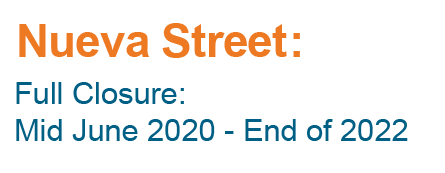 Nueva Street:
Full Closure:
Mid June 2020 - End of 2022